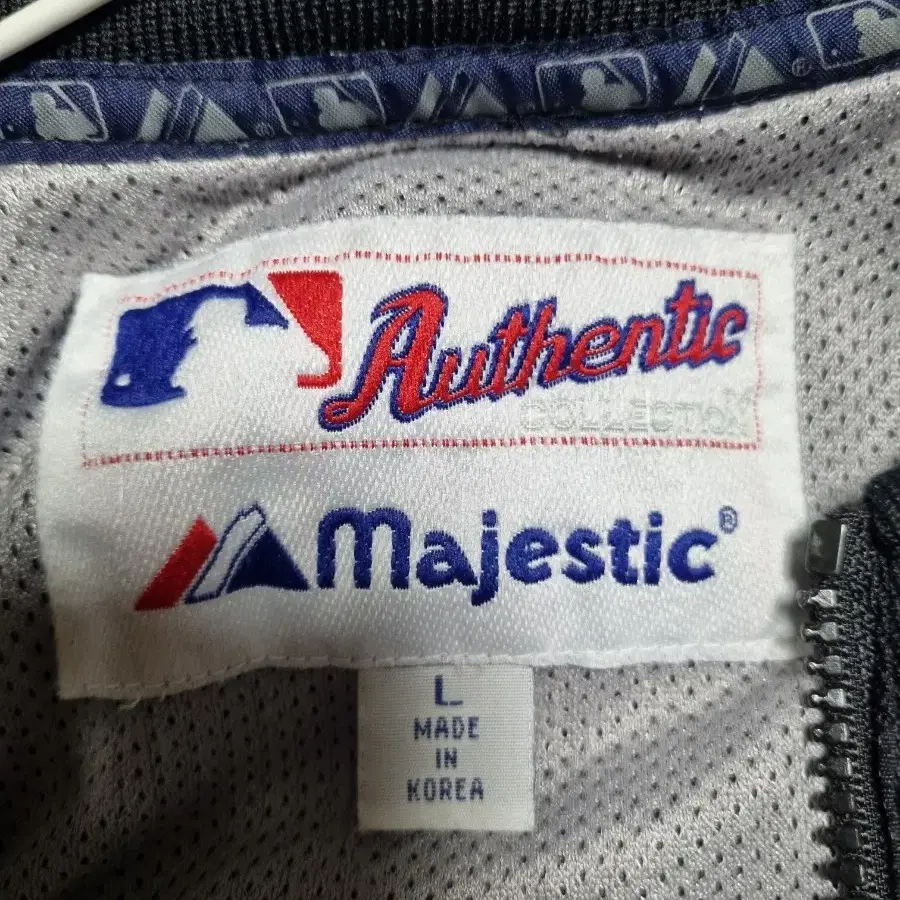 Authentic
COLLECTION
Majestic®
L
MADE
IN
KOREA